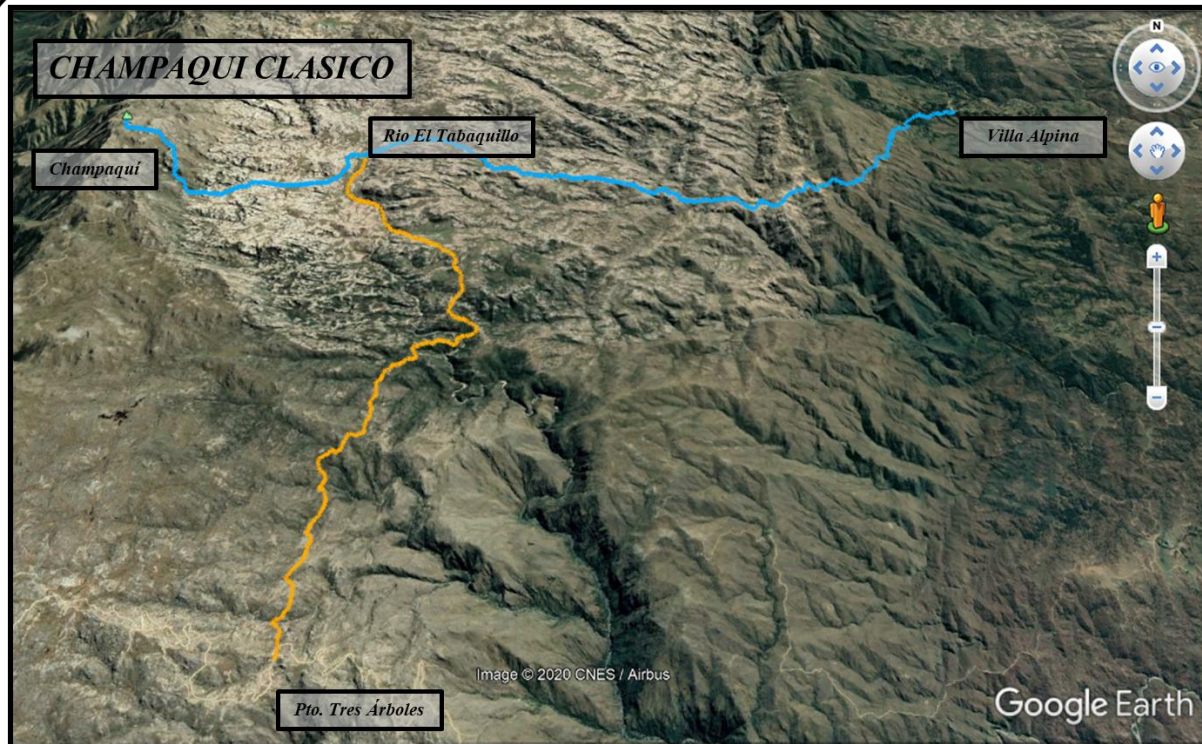 CHAMPAQUI CLASICO
N
Rio El Tabaquillo
Villa Alpina
Champaquí
Image © 2020 CNES / Airbus
Google Earth
Pto. Tres Árboles